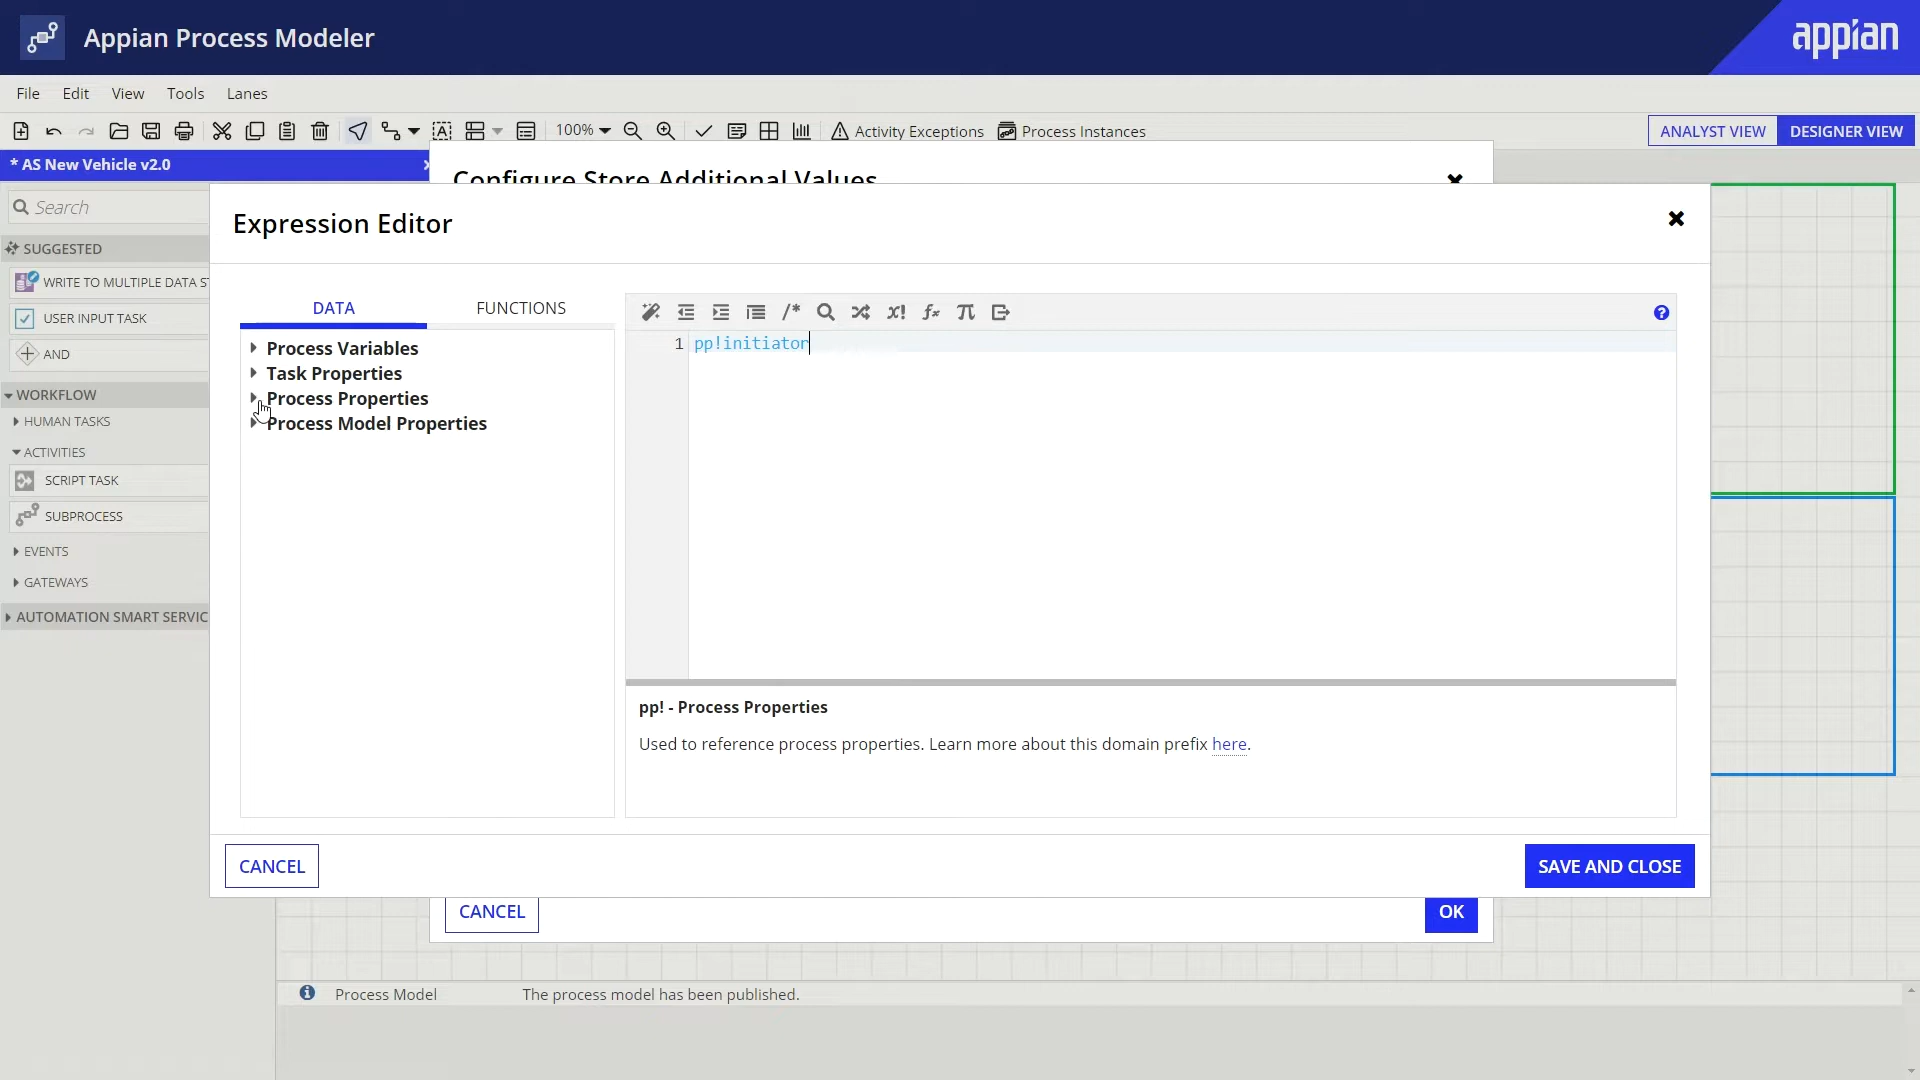 Appian Process Modeler
appian
File Edit View Tools Lanes
100% Activity Exceptions Process Instances ANALYST VIEW DESIGNER VIEW
* AS New Vehicle v2.0
Configure Store Additional Values
Search
Expression Editor
SUGGESTED
WRITE TO MULTIPLE DATA ST
USER INPUT TASK
AND
WORKFLOW
HUMAN TASKS
ACTIVITIES
SCRIPT TASK
SUBPROCESS
EVENTS
GATEWAYS
AUTOMATION SMART SERVIC
DATA FUNCTIONS
Process Variables
Task Properties
Process Properties
Process Model Properties
1 pp!initiator
pp! - Process Properties
Used to reference process properties. Learn more about this domain prefix here.
CANCEL SAVE AND CLOSE
CANCEL OK
Process Model The process model has been published.